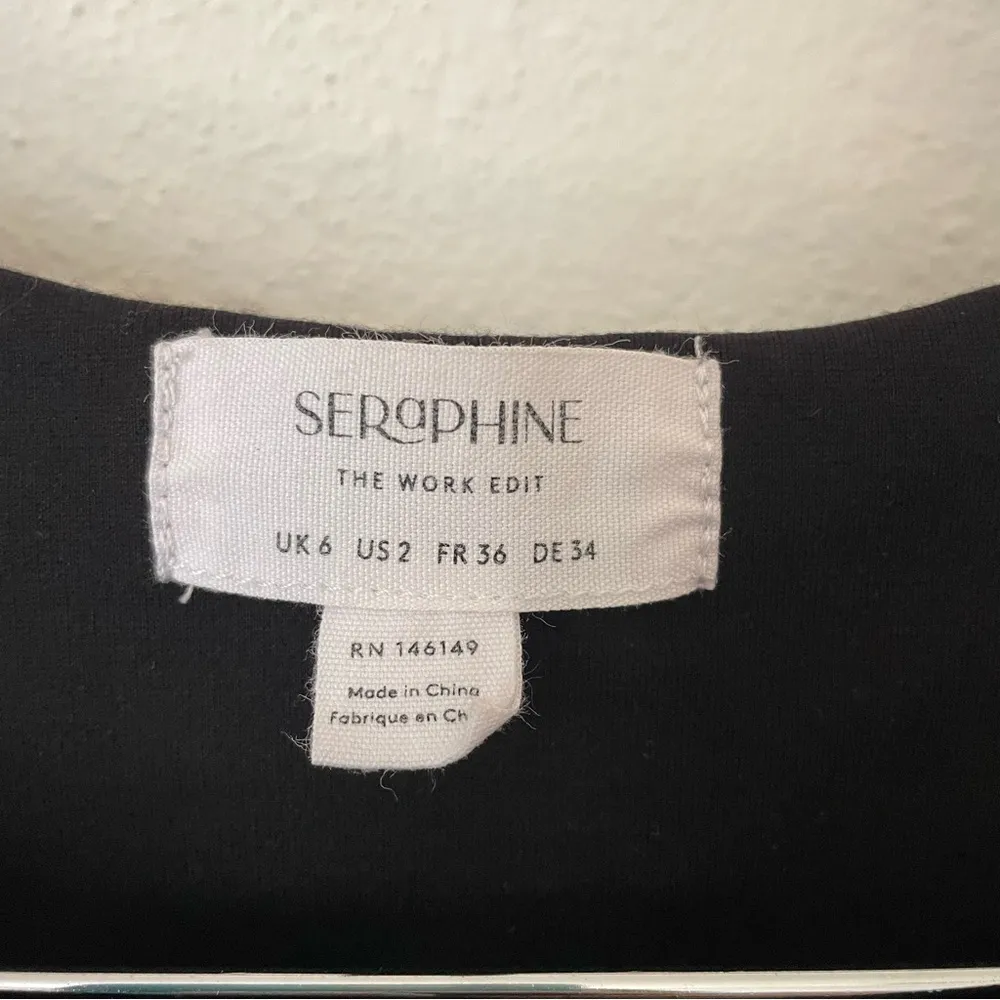 SERaPHINE
THE WORK EDIT
UK 6 US 2 FR 36 DE 34
RN 146149
Made in China
Fabrique en Ch